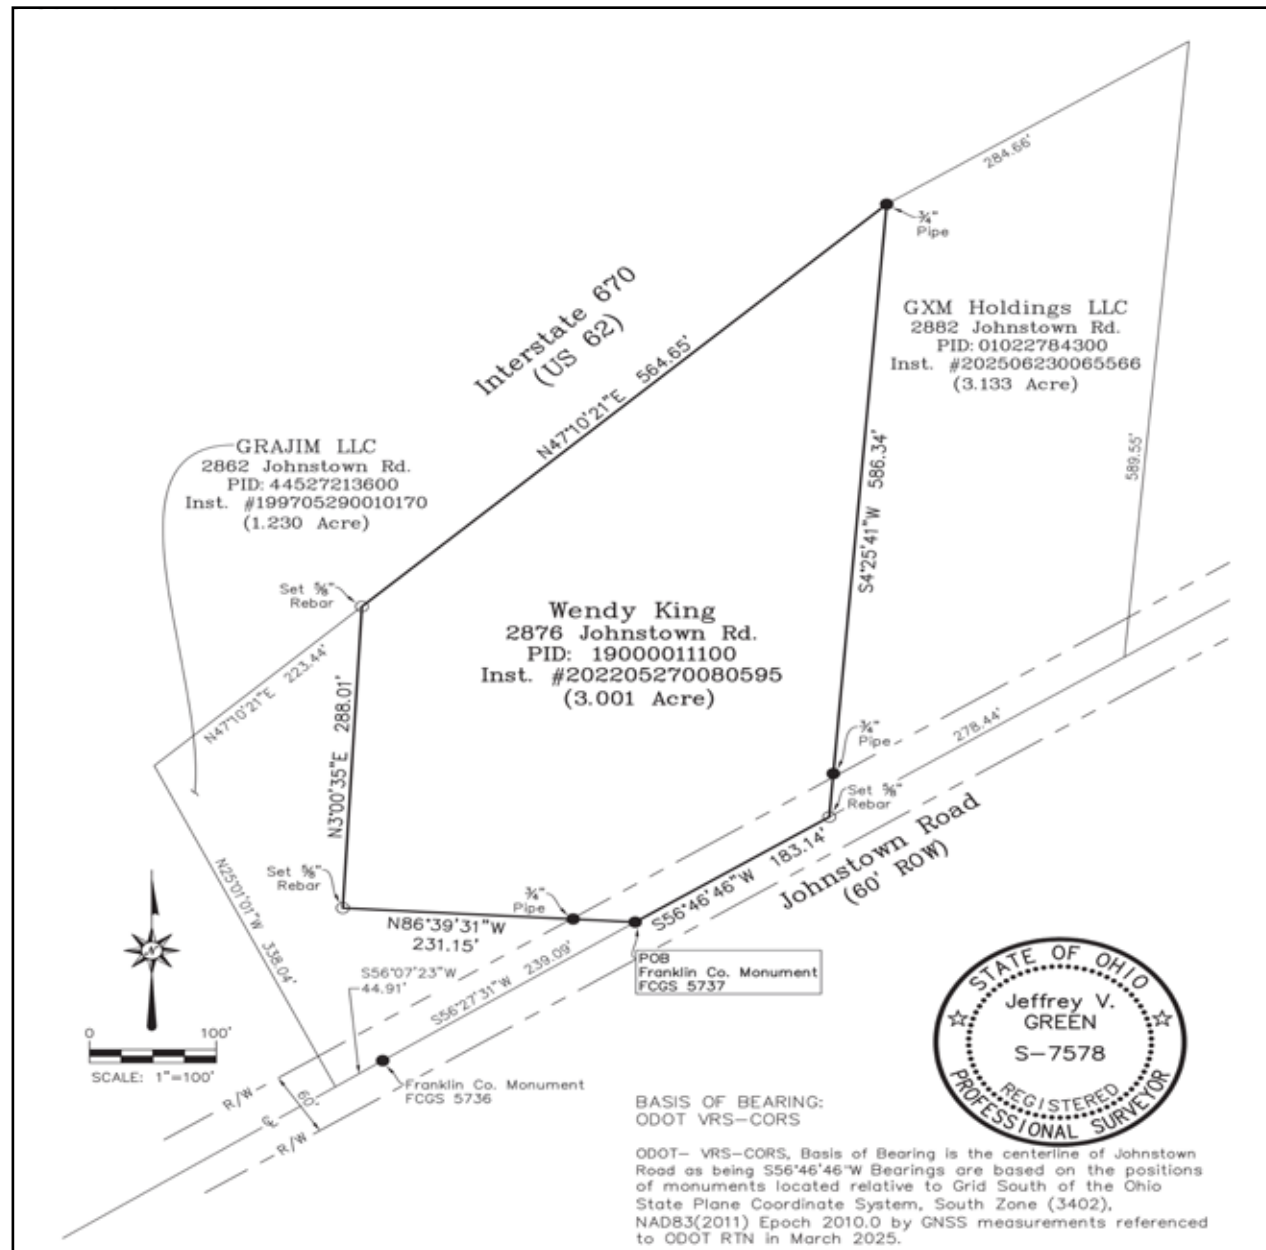 284.66'
¾"
Pipe
Interstate 670
(US 62)
N47°10'21"E 564.65'
GXM Holdings LLC
2882 Johnstown Rd.
PID: 01022784300
Inst. #202506230065566
(3.133 Acre)
S4°25'41"W 586.34'
589.55'
GRAJIM LLC
2862 Johnstown Rd.
PID: 44527213600
Inst. #199705290010170
(1.230 Acre)
Set ⅝"
Rebar
N47°10'21"E 223.44'
Wendy King
2876 Johnstown Rd.
PID: 19000011100
Inst. #202205270080595
(3.001 Acre)
N3°00'35"E 288.01'
278.44'
¾"
Pipe
Set ⅝"
Rebar
Johnstown Road
(60' ROW)
S56°46'46"W 183.14'
Set ⅝"
Rebar
¾"
Pipe
N86°39'31"W
231.15'
N25°01'01"W 338.04'
S56°07'23"W
44.91'
S56°27'31"W 239.09'
POB
Franklin Co. Monument
FCGS 5737
N
0 100'
SCALE: 1"=100'
R/W
60'
R/W
Franklin Co. Monument
FCGS 5736
STATE OF OHIO
Jeffrey V.
GREEN
S-7578
REGISTERED
PROFESSIONAL SURVEYOR
BASIS OF BEARING:
ODOT VRS-CORS
ODOT- VRS-CORS, Basis of Bearing is the centerline of Johnstown
Road as being S56°46'46"W Bearings are based on the positions
of monuments located relative to Grid South of the Ohio
State Plane Coordinate System, South Zone (3402),
NAD83(2011) Epoch 2010.0 by GNSS measurements referenced
to ODOT RTN in March 2025.